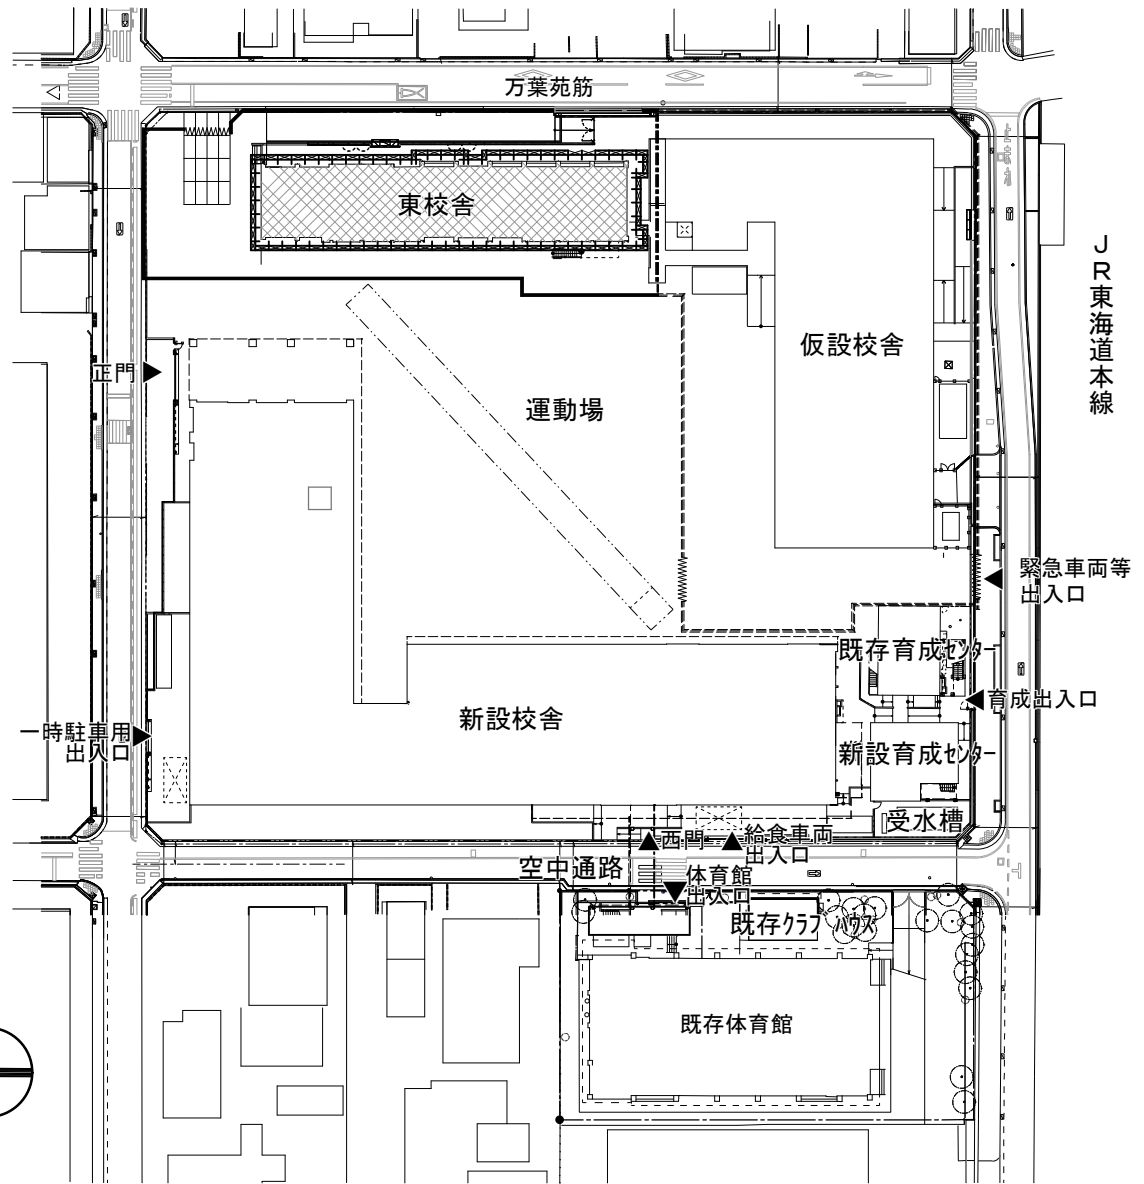 万葉苑筋
東校舎
JR東海道本線
仮設校舎
正門
運動場
緊急車両等
出入口
既存育成センター
育成出入口
新設校舎
一時駐車用
出入口
新設育成センター
受水槽
西門
給食車両
出入口
空中通路
体育館
出入口
既存クラブハウス
既存体育館